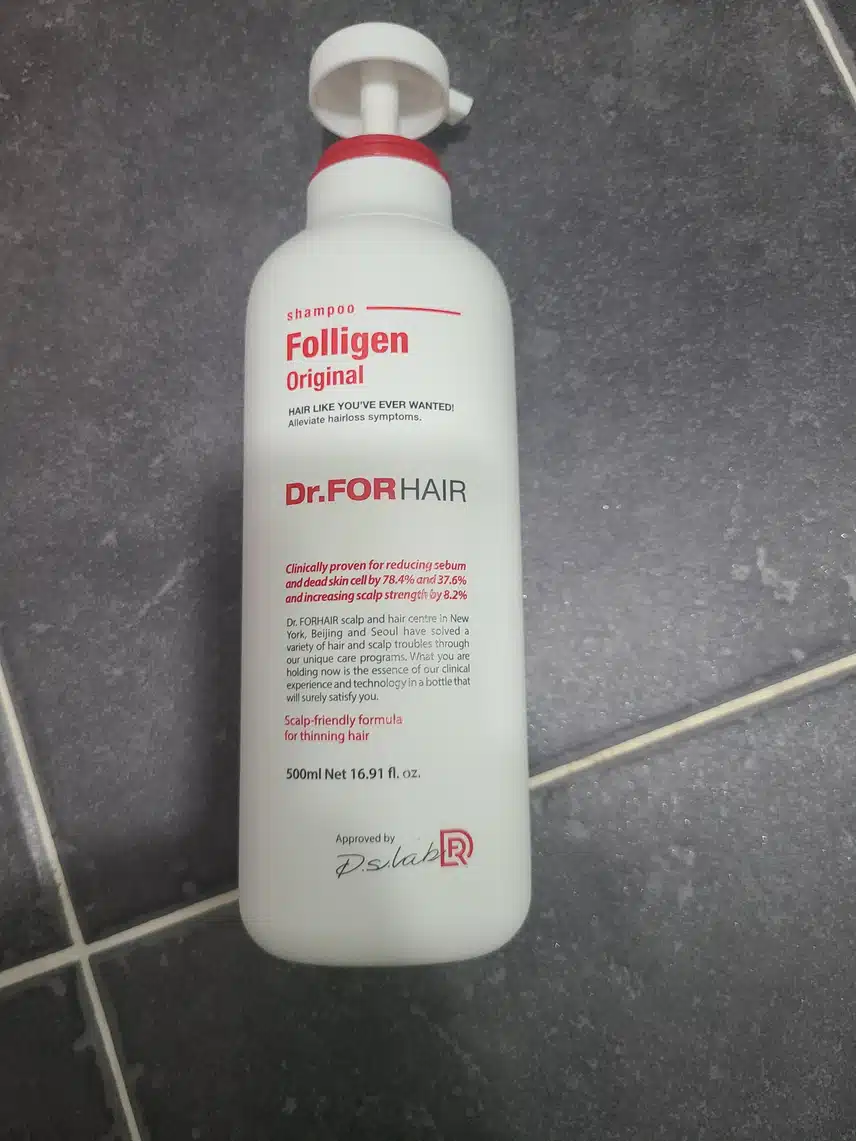 shampoo
Folligen
Original
HAIR LIKE YOU'VE EVER WANTED!
Alleviate hairloss symptoms.
Dr.FORHAIR
Clinically proven for reducing sebum
and dead skin cell by 78.4% and 37.6%
and increasing scalp strength by 8.2%
Dr. FORHAIR scalp and hair centre in New
York, Beijing and Seoul have solved a
variety of hair and scalp troubles through
our unique care programs. What you are
holding now is the essence of our clinical
experience and technology in a bottle that
will surely satisfy you.
Scalp-friendly formula
for thinning hair
500ml Net 16.91 fl. oz.
Approved by
D.s.lab